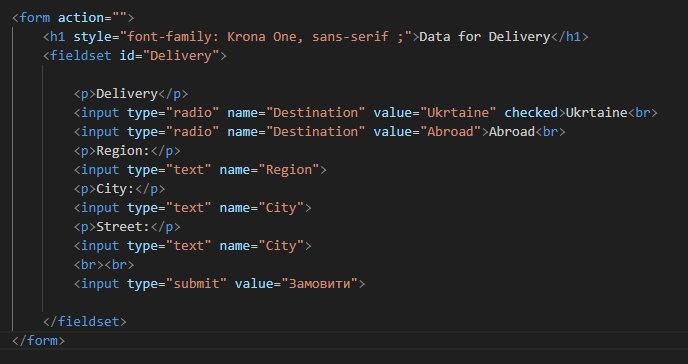 <form action="">
<h1 style="font-family: Krona One, sans-serif ;">Data for Delivery</h1>
<fieldset id="Delivery">
<p>Delivery</p>
<input type="radio" name="Destination" value="Ukrtaine" checked>Ukrtaine<br>
<input type="radio" name="Destination" value="Abroad">Abroad<br>
<p>Region:</p>
<input type="text" name="Region">
<p>City:</p>
<input type="text" name="City">
<p>Street:</p>
<input type="text" name="City">
<br><br>
<input type="submit" value="Замовити">
</fieldset>
</form>